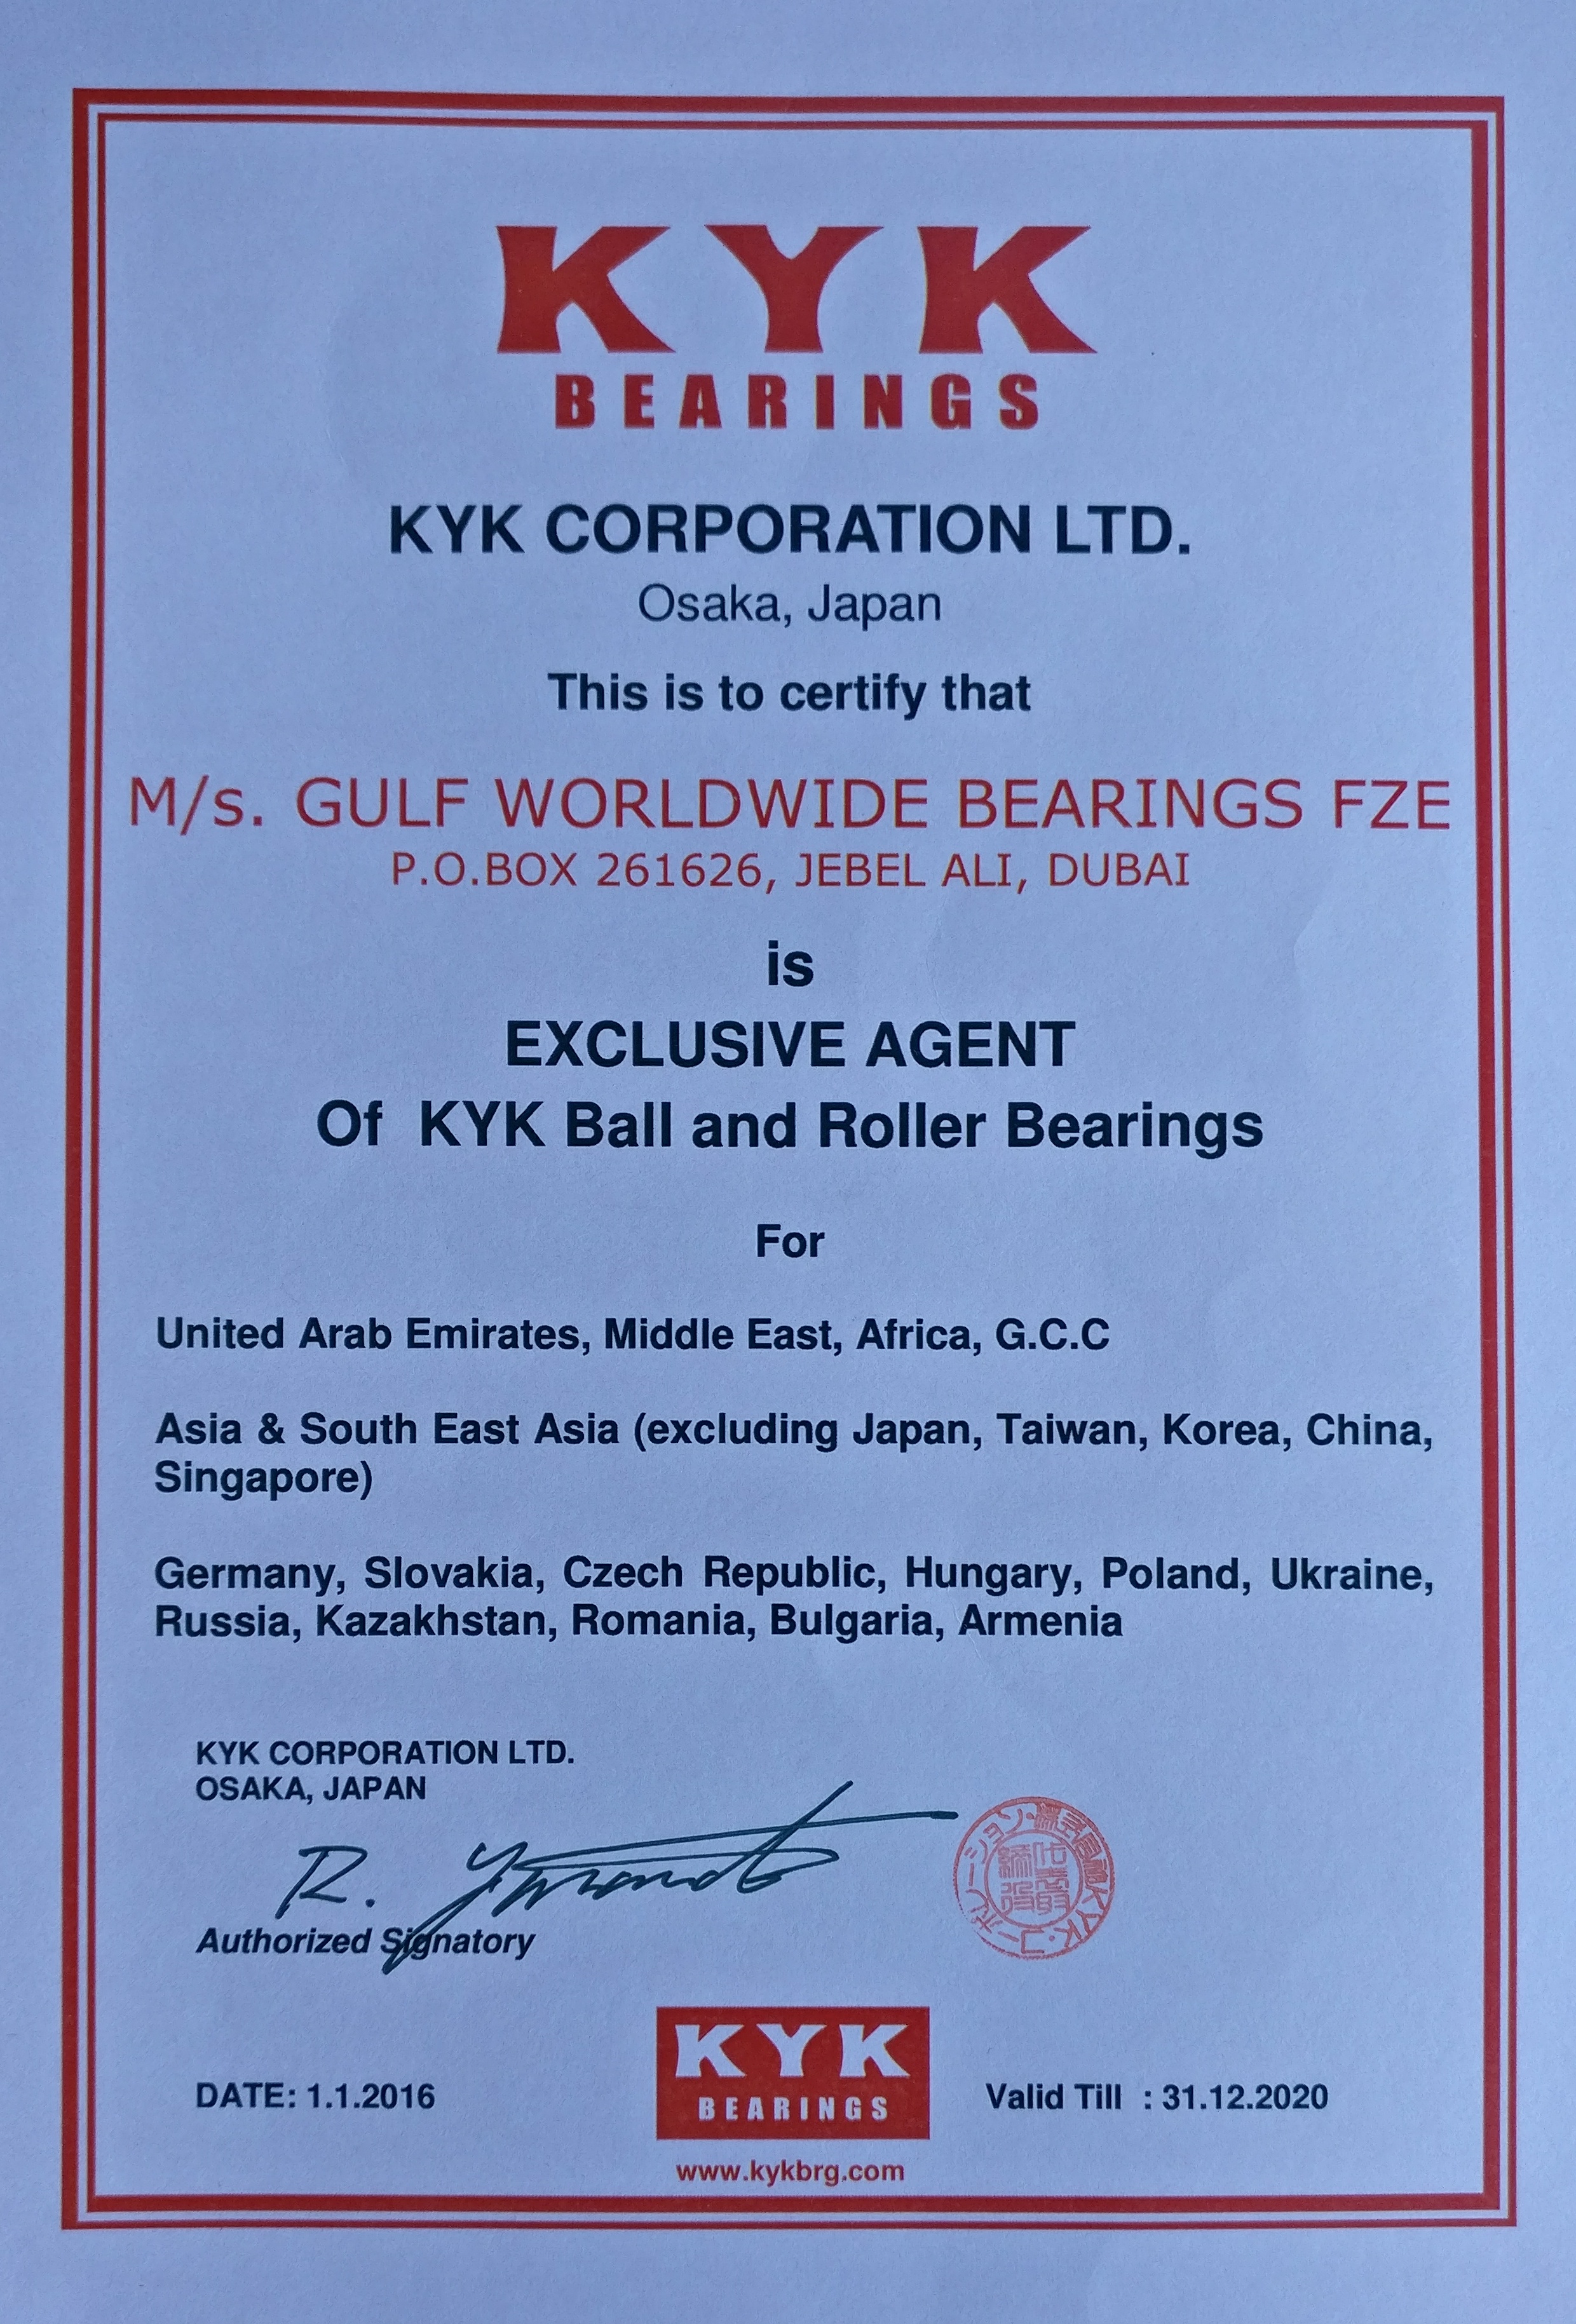 KYK
BEARINGS
KYK CORPORATION LTD.
Osaka, Japan
This is to certify that
M/s. GULF WORLDWIDE BEARINGS FZE
P.O.BOX 261626, JEBEL ALI, DUBAI
is
EXCLUSIVE AGENT
Of KYK Ball and Roller Bearings
For
United Arab Emirates, Middle East, Africa, G.C.C
Asia & South East Asia (excluding Japan, Taiwan, Korea, China,
Singapore)
Germany, Slovakia, Czech Republic, Hungary, Poland, Ukraine,
Russia, Kazakhstan, Romania, Bulgaria, Armenia
KYK CORPORATION LTD.
OSAKA, JAPAN
R.
Authorized Signatory
KYK
BEARINGS
DATE: 1.1.2016
Valid Till : 31.12.2020
www.kykbrg.com